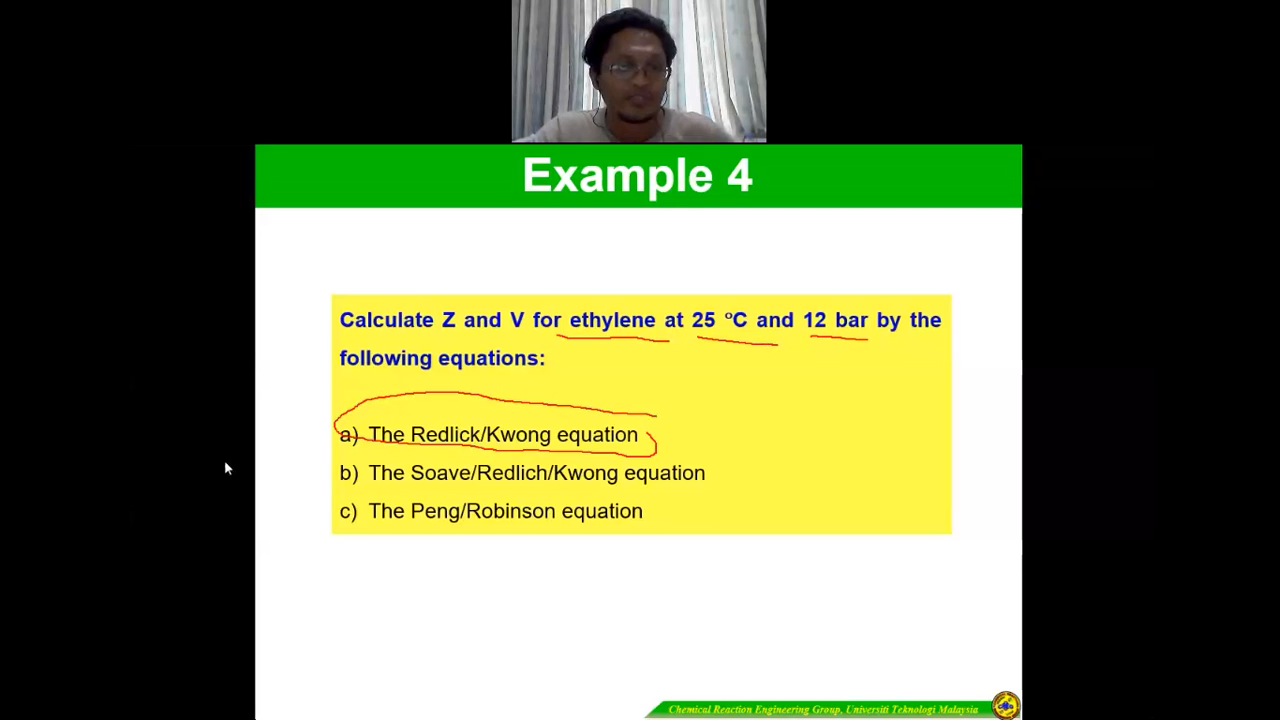 Example 4
Calculate Z and V for ethylene at 25 °C and 12 bar by the
following equations:
a) The Redlick/Kwong equation
b) The Soave/Redlich/Kwong equation
c) The Peng/Robinson equation
Chemical Reaction Engineering Group, Universiti Teknologi Malaysia